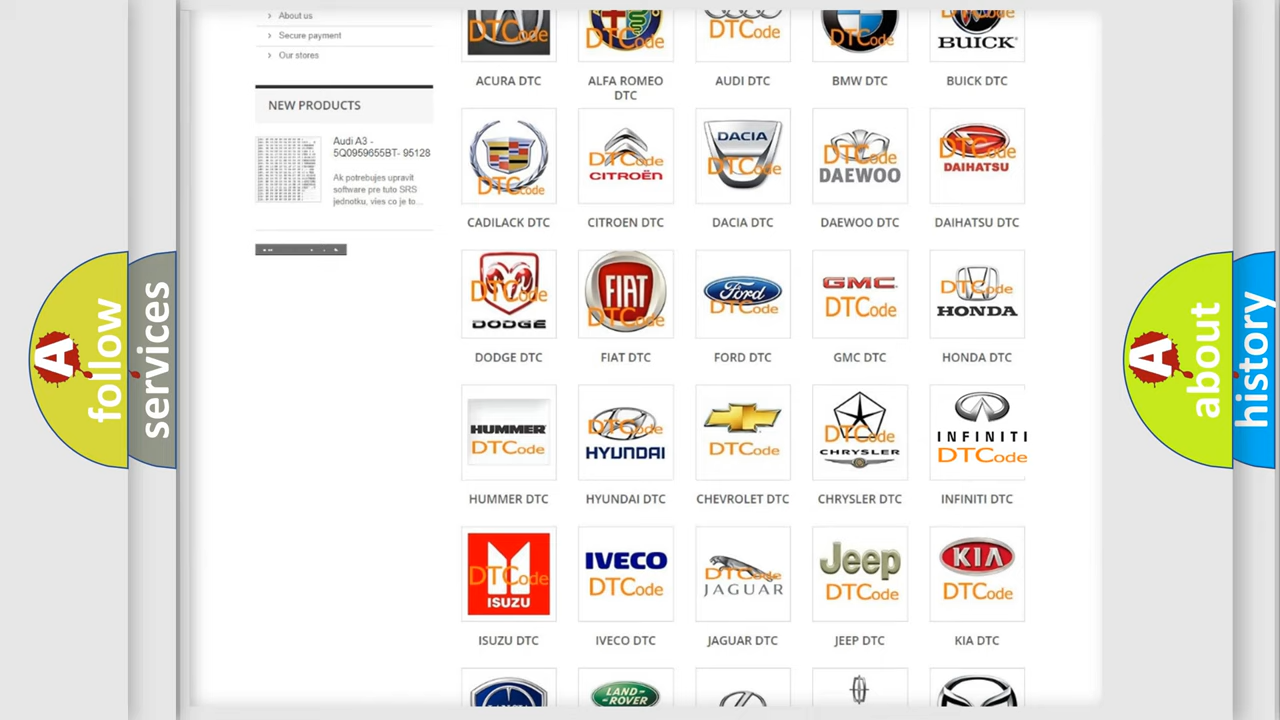 About us
Secure payment
Our stores
NEW PRODUCTS
Audi A3 -
5Q0959655BT- 95128
Ak potrebujes upravit
software pre tuto SRS
jednotku, vies co je to...
DTCode DTCode DTCode DTCode BUICK
ACURA DTC ALFA ROMEO DTC AUDI DTC BMW DTC BUICK DTC
DTCode DTCode CITROËN DACIA DTCode DTCode DAEWOO DTCode DAIHATSU
CADILACK DTC CITROEN DTC DACIA DTC DAEWOO DTC DAIHATSU DTC
DTCode DODGE FIAT DTCode Ford DTCode GMC DTCode DTCode HONDA
DODGE DTC FIAT DTC FORD DTC GMC DTC HONDA DTC
HUMMER DTCode DTCode HYUNDAI DTCode DTCode CHRYSLER INFINITI DTCode
HUMMER DTC HYUNDAI DTC CHEVROLET DTC CHRYSLER DTC INFINITI DTC
DTCode ISUZU IVECO DTCode DTCode JAGUAR Jeep DTCode KIA DTCode
ISUZU DTC IVECO DTC JAGUAR DTC JEEP DTC KIA DTC
LAND-
ROVER
A follow
services
A about
history